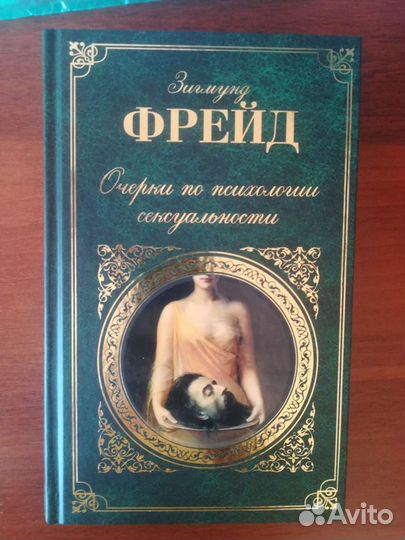 Зигмунд
ФРЕЙД
Очерки по психологии
сексуальности
Avito